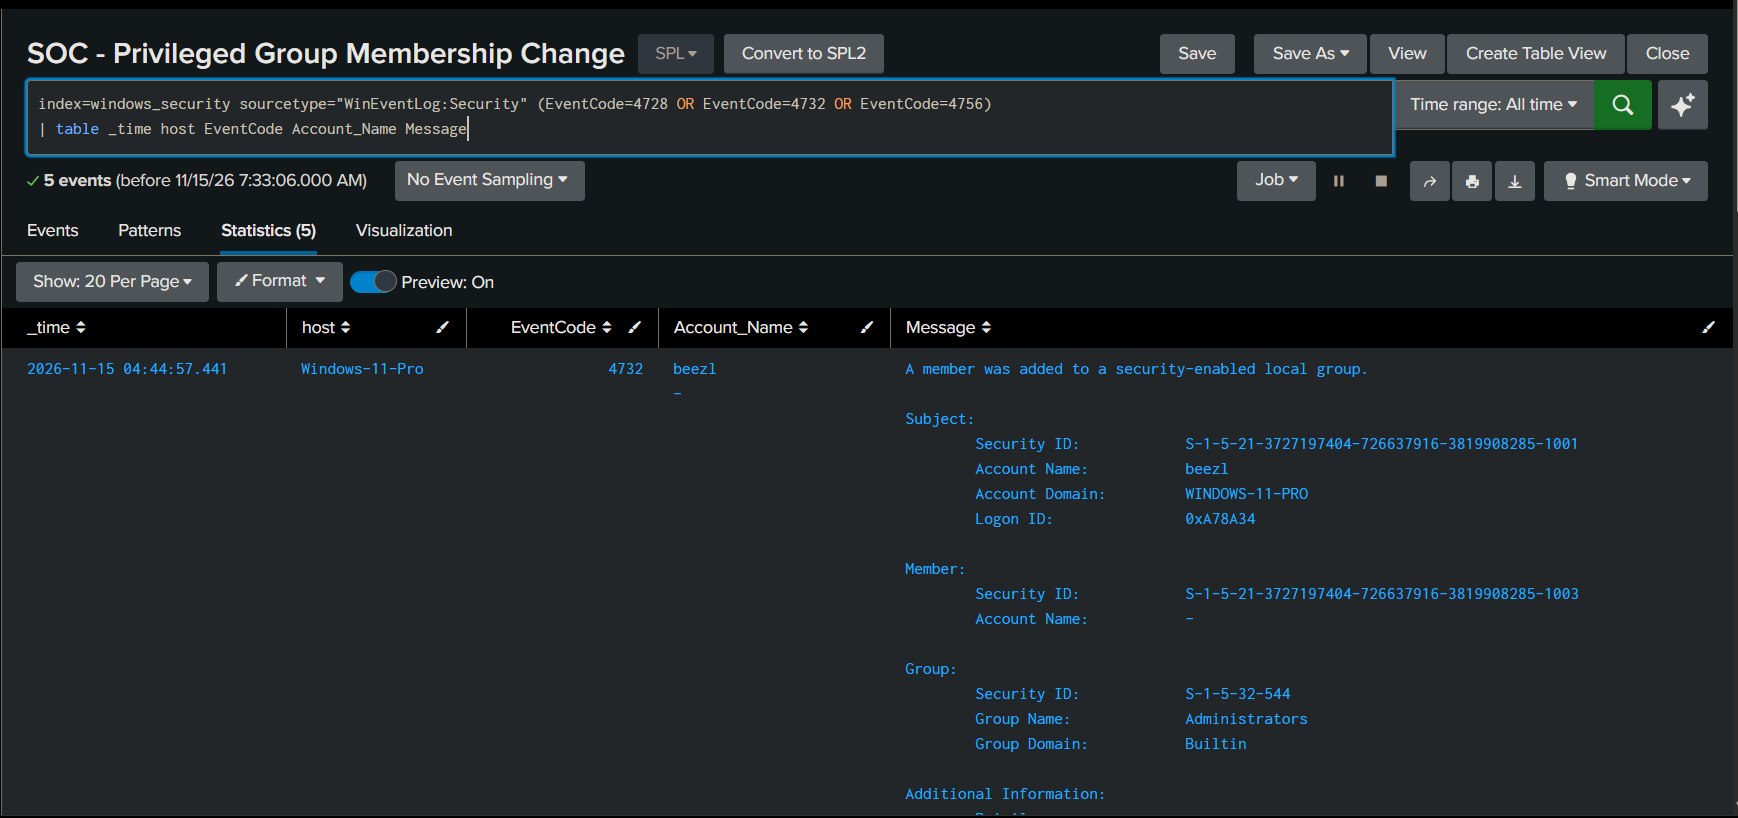 SOC - Privileged Group Membership Change SPL Convert to SPL2 Save Save As View Create Table View Close
index=windows_security sourcetype="WinEventLog:Security" (EventCode=4728 OR EventCode=4732 OR EventCode=4756)
| table _time host EventCode Account_Name Message
Time range: All time
5 events (before 11/15/26 7:33:06.000 AM) No Event Sampling Job Smart Mode
Events Patterns Statistics (5) Visualization
Show: 20 Per Page Format Preview: On
_time host EventCode Account_Name Message
2026-11-15 04:44:57.441 Windows-11-Pro 4732 beezl A member was added to a security-enabled local group.
-
Subject:
Security ID: S-1-5-21-3727197404-726637916-3819908285-1001
Account Name: beezl
Account Domain: WINDOWS-11-PRO
Logon ID: 0xA78A34
Member:
Security ID: S-1-5-21-3727197404-726637916-3819908285-1003
Account Name: -
Group:
Security ID: S-1-5-32-544
Group Name: Administrators
Group Domain: Builtin
Additional Information: